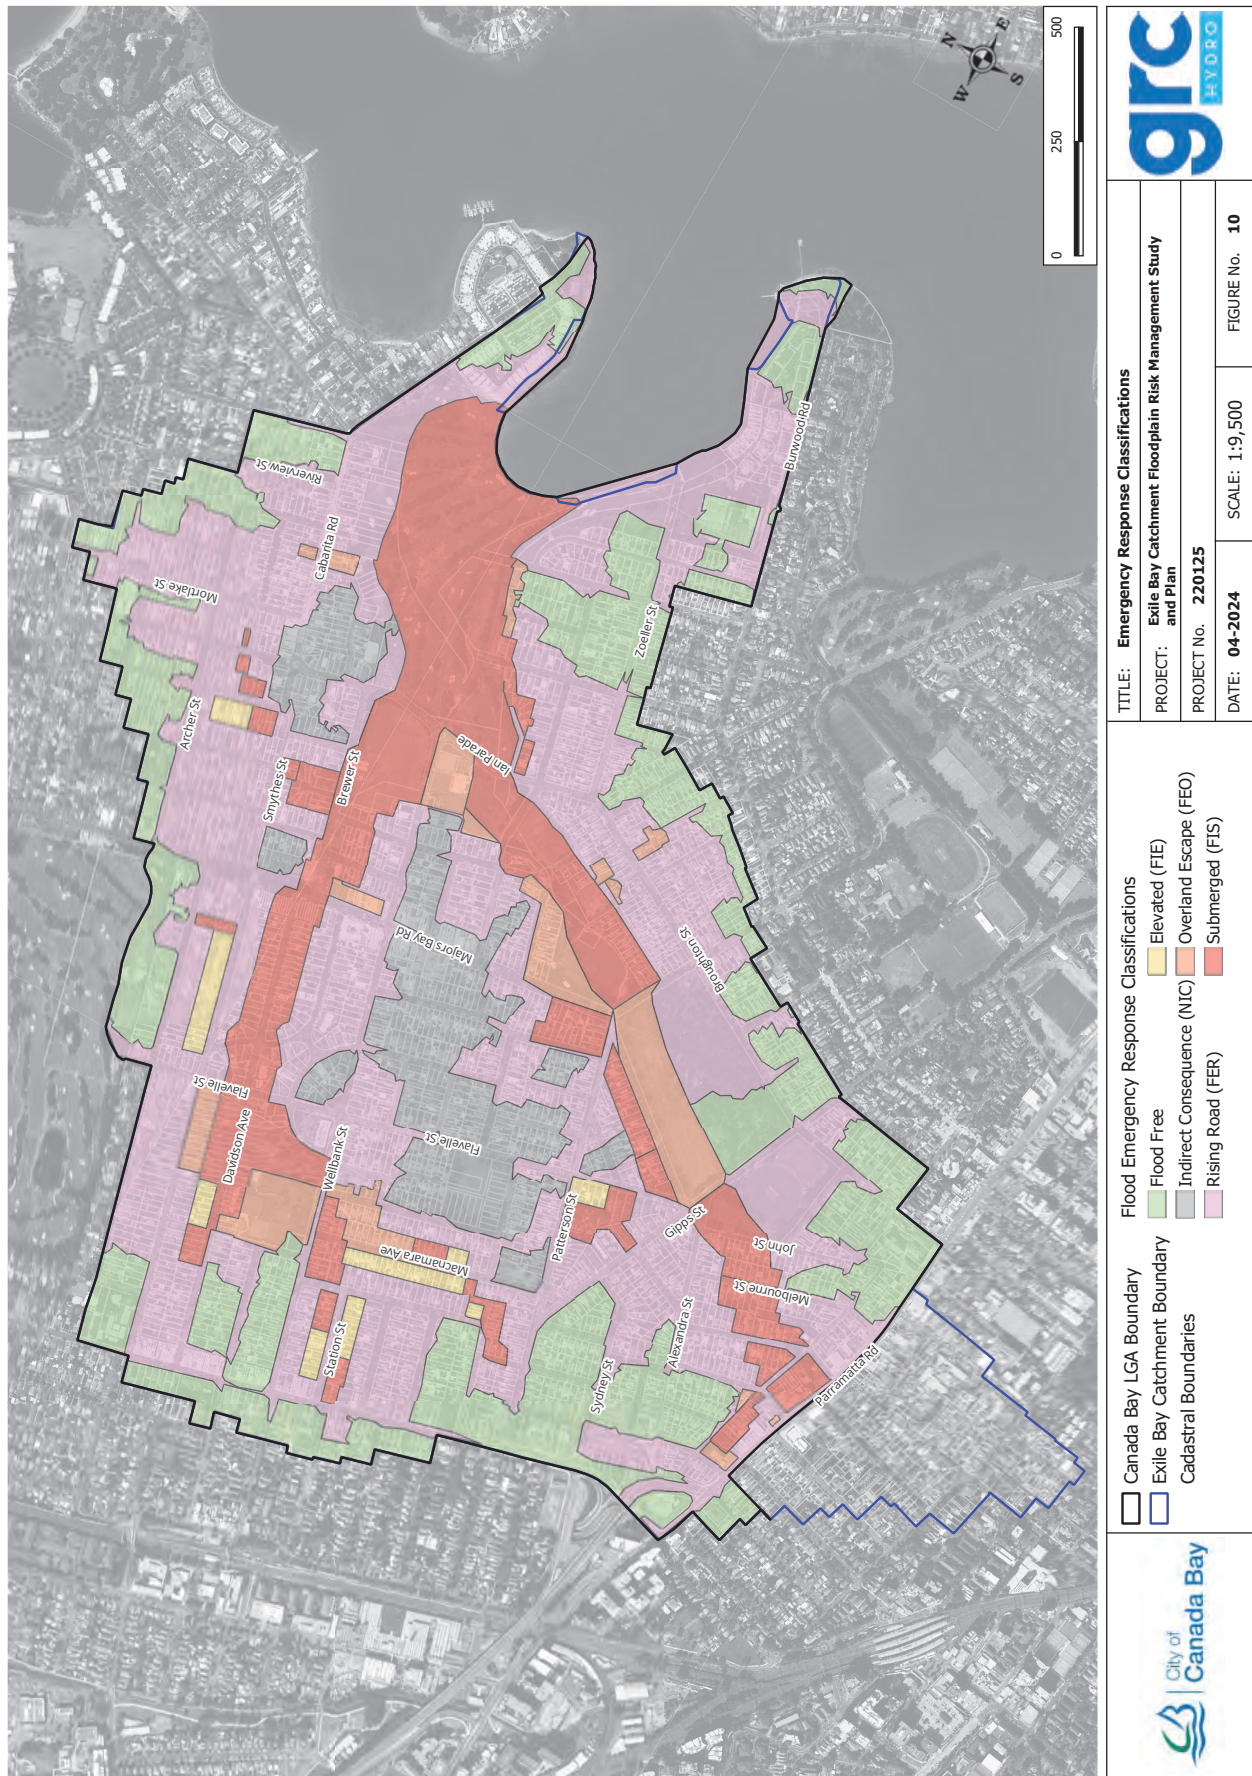 Riverview St
Cabarita Rd
Mortlake St
Archer St
Smythes St
Brewer St
Ian Parade
Zoeller St
Burwood Rd
Majors Bay Rd
Broughton St
Flavelle St
Davidson Ave
Wellbank St
Flavelle St
Patterson St
Gipps St
John St
Melbourne St
Macnamara Ave
Station St
Sydney St
Alexandra St
Parramatta Rd
N
E
S
W
0 250 500
City of
Canada Bay
Canada Bay LGA Boundary
Exile Bay Catchment Boundary
Cadastral Boundaries
Flood Emergency Response Classifications
Flood Free
Indirect Consequence (NIC)
Rising Road (FER)
Elevated (FIE)
Overland Escape (FEO)
Submerged (FIS)
TITLE: Emergency Response Classifications
PROJECT: Exile Bay Catchment Floodplain Risk Management Study
and Plan
PROJECT No. 220125
DATE: 04-2024
SCALE: 1:9,500
FIGURE No. 10
grc
HYDRO